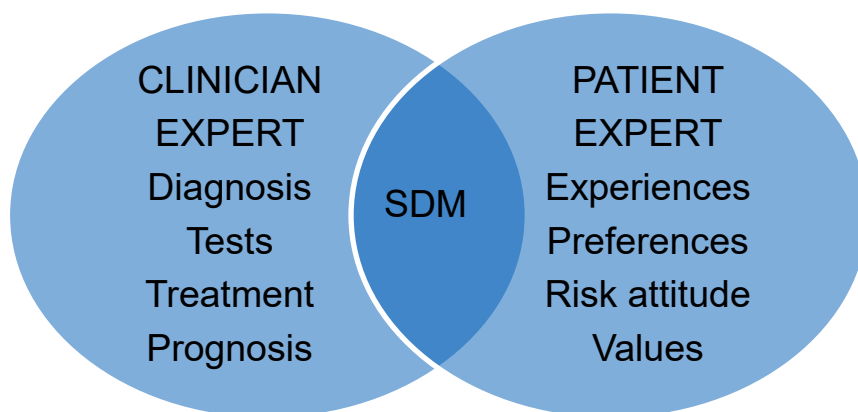 CLINICIAN
EXPERT
Diagnosis
Tests
Treatment
Prognosis
SDM
PATIENT
EXPERT
Experiences
Preferences
Risk attitude
Values